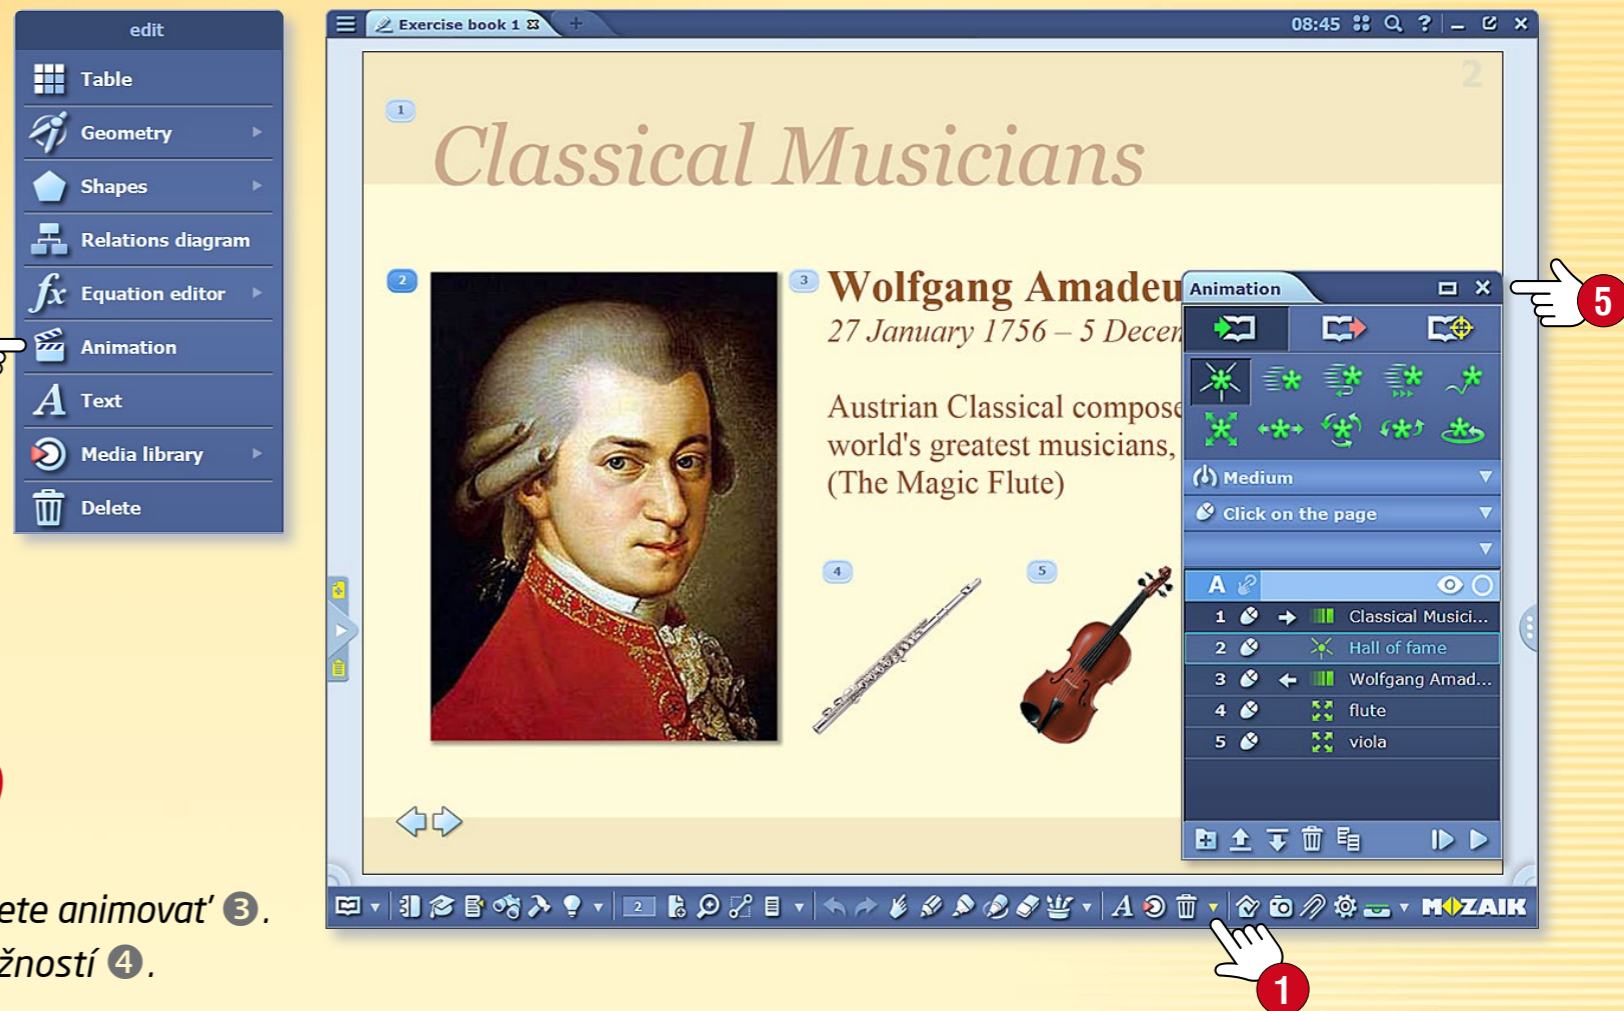 edit
Table
Geometry
Shapes
Relations diagram
fx Equation editor
Animation
A Text
Media library
Delete
ete animovať 3.
žností 4.
Exercise book 1
08:45
2
1
Classical Musicians
2
3
Wolfgang Amadeu
27 January 1756 – 5 Decem
Austrian Classical compose
world's greatest musicians,
(The Magic Flute)
4
5
Animation
Medium
Click on the page
A
1 Classical Musici...
2 Hall of fame
3 Wolfgang Amad...
4 flute
5 viola
5
2
A
MOZAIK
1